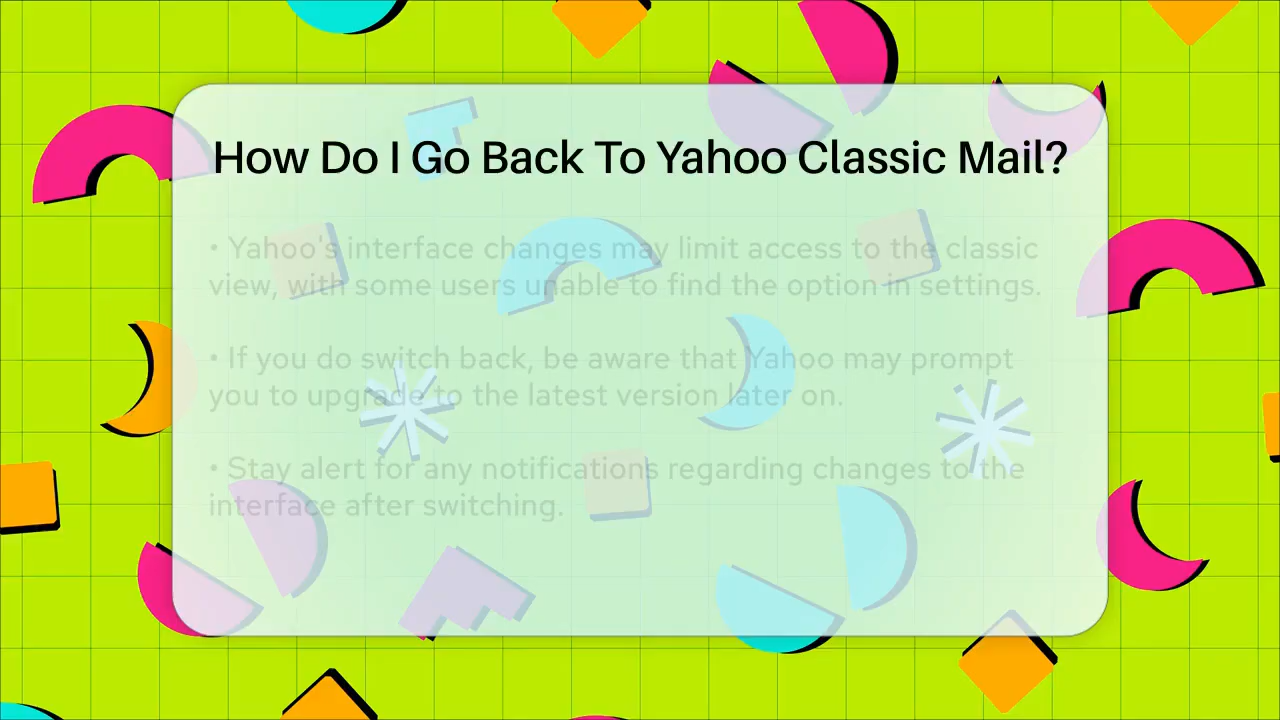 How Do I Go Back To Yahoo Classic Mail?
• Yahoo's interface changes may limit access to the classic
view, with some users unable to find the option in settings.
• If you do switch back, be aware that Yahoo may prompt
you to upgrade to the latest version later on.
• Stay alert for any notifications regarding changes to the
interface after switching.